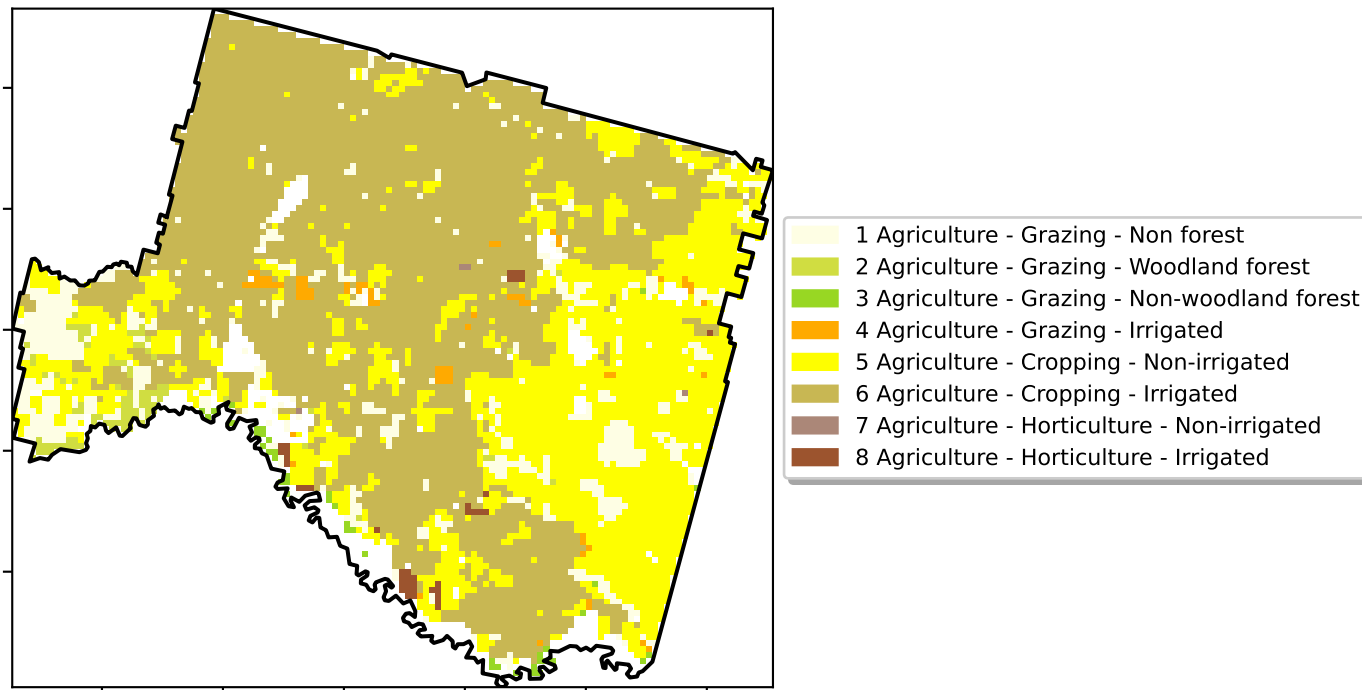 1 Agriculture - Grazing - Non forest
2 Agriculture - Grazing - Woodland forest
3 Agriculture - Grazing - Non-woodland forest
4 Agriculture - Grazing - Irrigated
5 Agriculture - Cropping - Non-irrigated
6 Agriculture - Cropping - Irrigated
7 Agriculture - Horticulture - Non-irrigated
8 Agriculture - Horticulture - Irrigated